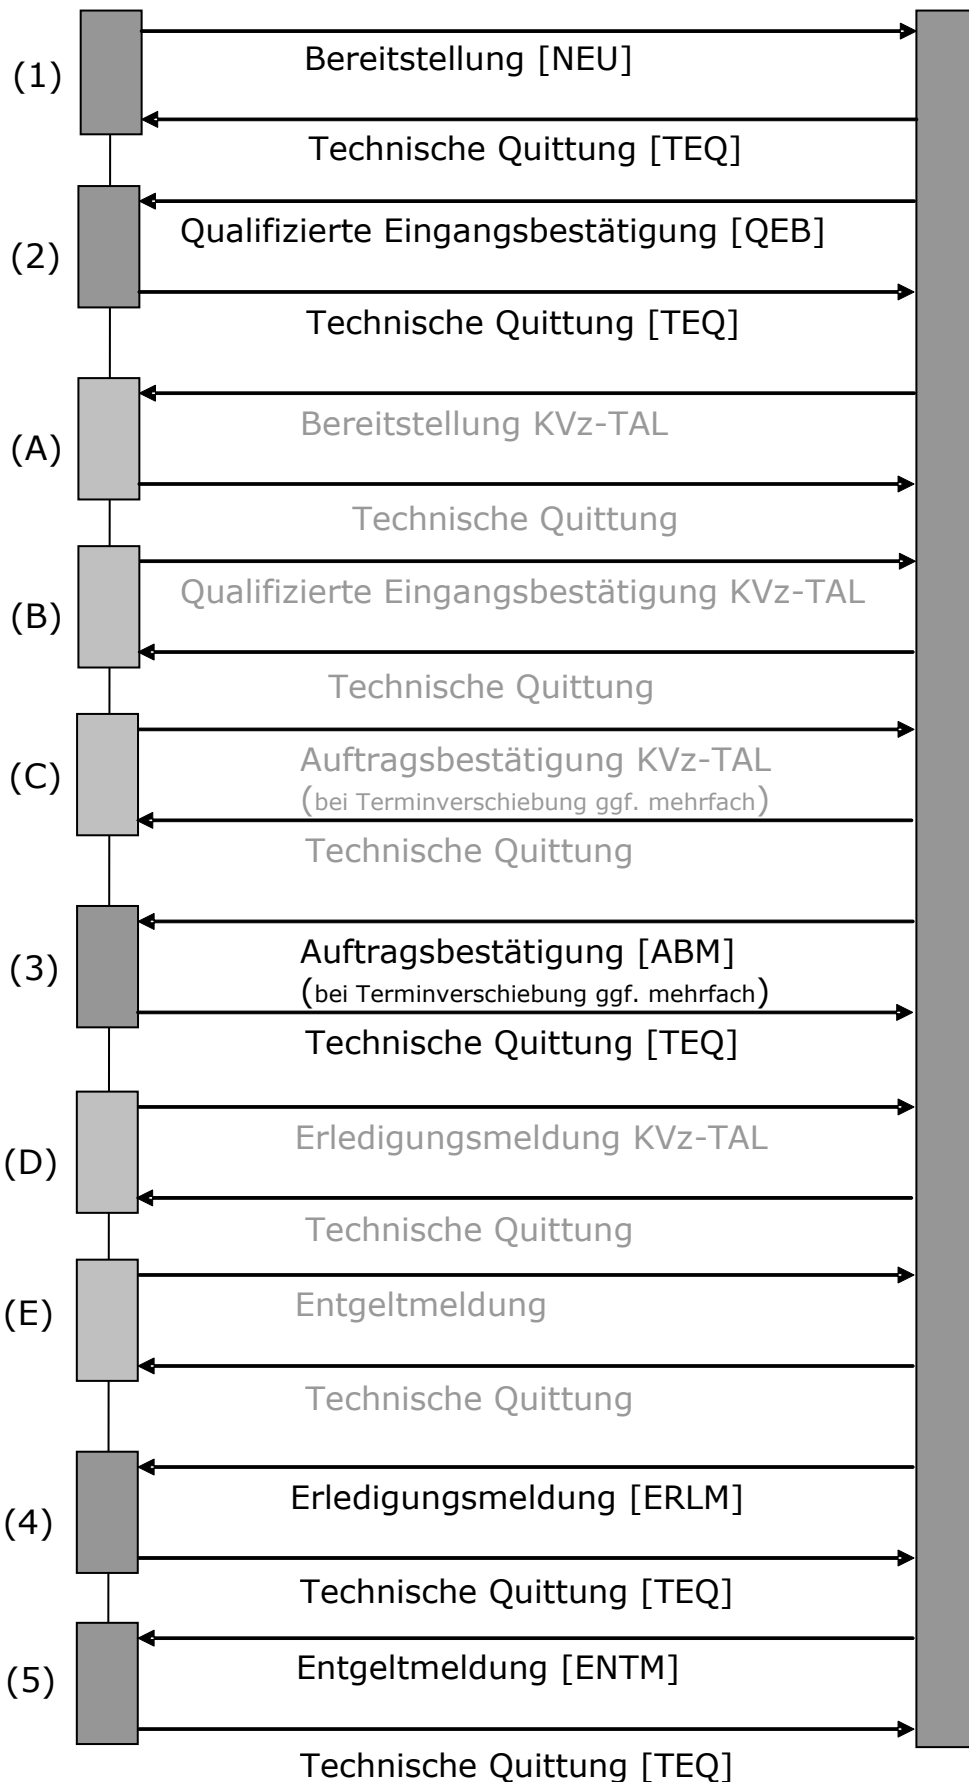 Bereitstellung [NEU]
(1)
Technische Quittung [TEQ]
Qualifizierte Eingangsbestätigung [QEB]
(2)
Technische Quittung [TEQ]
Bereitstellung KVz-TAL
(A)
Technische Quittung
Qualifizierte Eingangsbestätigung KVz-TAL
(B)
Technische Quittung
Auftragsbestätigung KVz-TAL
(C)
(bei Terminverschiebung ggf. mehrfach)
Technische Quittung
Auftragsbestätigung [ABM]
(3)
(bei Terminverschiebung ggf. mehrfach)
Technische Quittung [TEQ]
Erledigungsmeldung KVz-TAL
(D)
Technische Quittung
Entgeltmeldung
(E)
Technische Quittung
Erledigungsmeldung [ERLM]
(4)
Technische Quittung [TEQ]
Entgeltmeldung [ENTM]
(5)
Technische Quittung [TEQ]